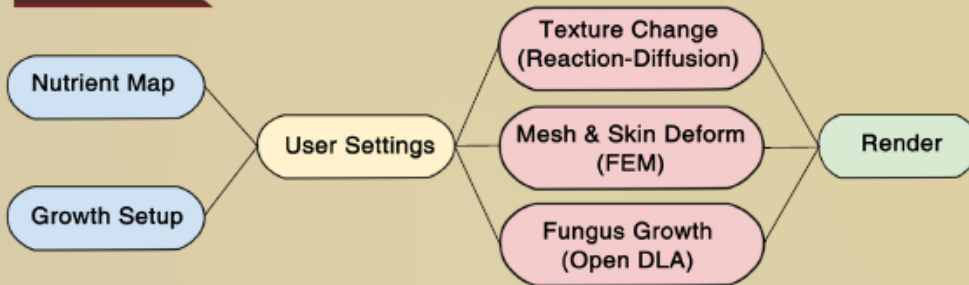 Nutrient Map
Growth Setup
User Settings
Texture Change
(Reaction-Diffusion)
Mesh & Skin Deform
(FEM)
Fungus Growth
(Open DLA)
Render